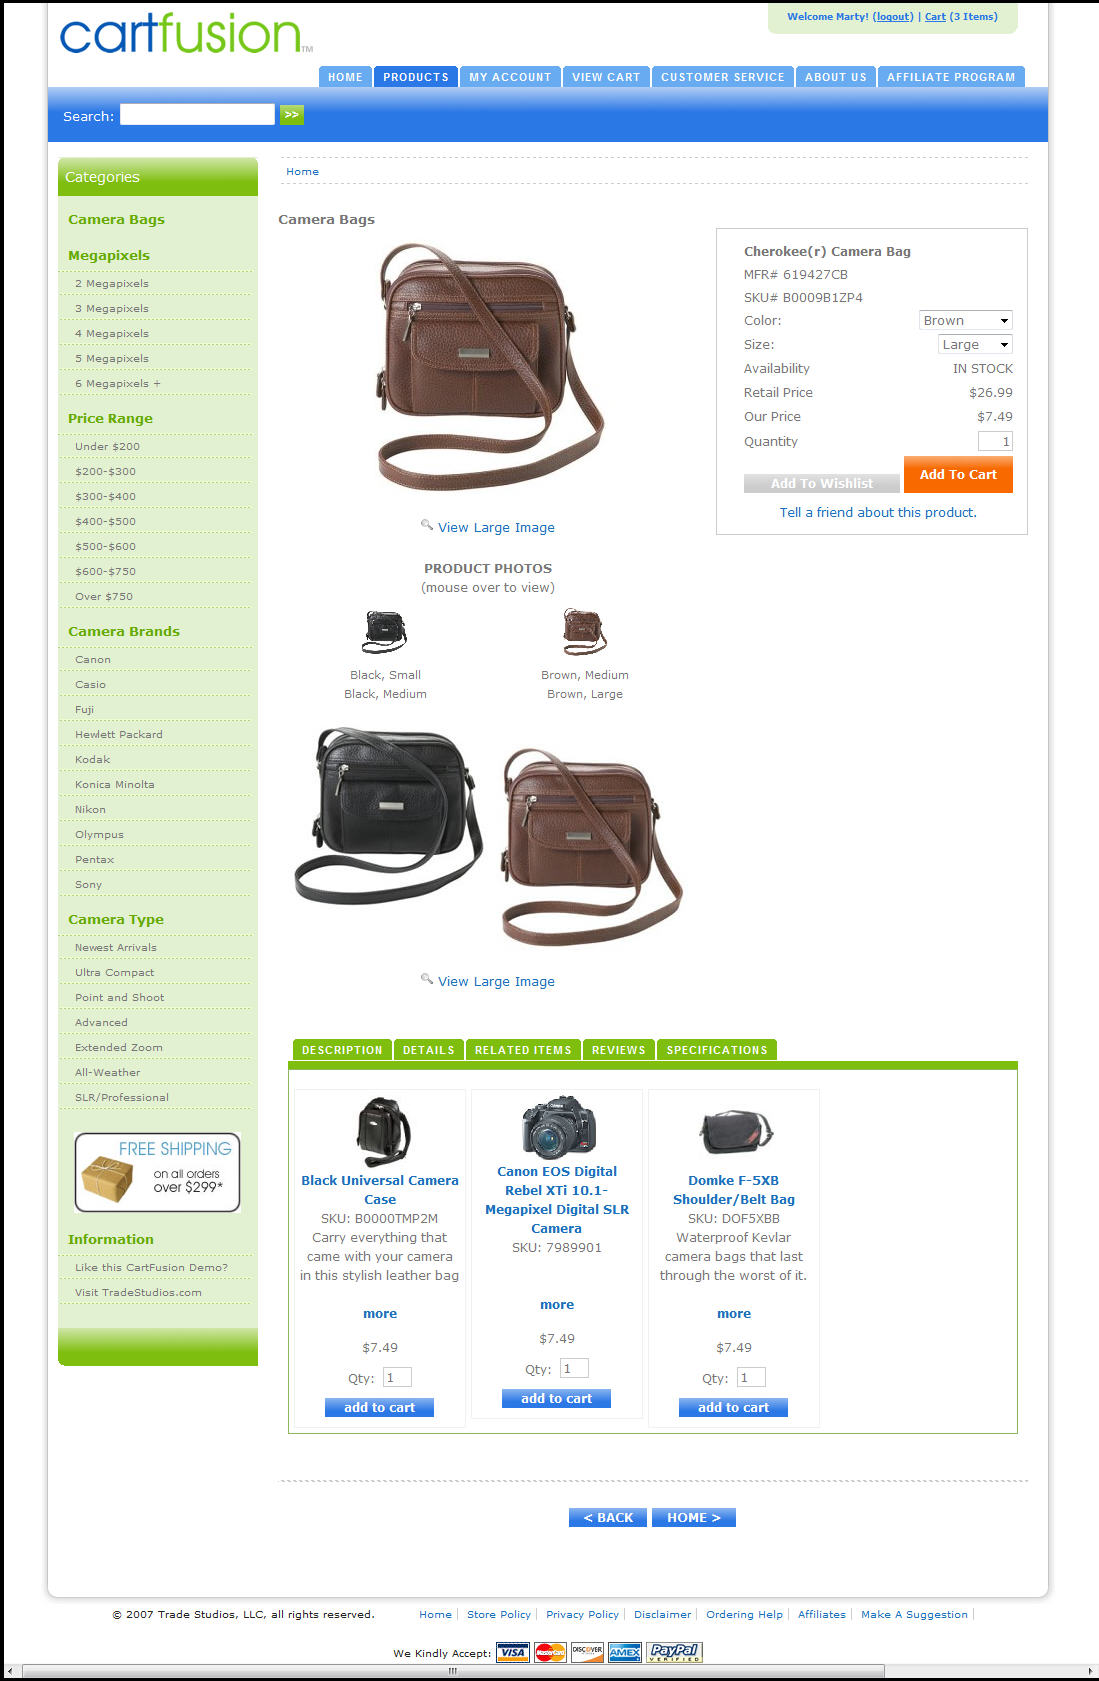 Welcome Marty! (logout) | Cart (3 Items)
cartfusion TM
HOME PRODUCTS MY ACCOUNT VIEW CART CUSTOMER SERVICE ABOUT US AFFILIATE PROGRAM
Search: >>
Categories
Camera Bags
Megapixels
2 Megapixels
3 Megapixels
4 Megapixels
5 Megapixels
6 Megapixels +
Price Range
Under $200
$200-$300
$300-$400
$400-$500
$500-$600
$600-$750
Over $750
Camera Brands
Canon
Casio
Fuji
Hewlett Packard
Kodak
Konica Minolta
Nikon
Olympus
Pentax
Sony
Camera Type
Newest Arrivals
Ultra Compact
Point and Shoot
Advanced
Extended Zoom
All-Weather
SLR/Professional
FREE SHIPPING
on all orders
over $299*
Information
Like this CartFusion Demo?
Visit TradeStudios.com
Home
Camera Bags
View Large Image
PRODUCT PHOTOS
(mouse over to view)
Black, Small
Black, Medium
Brown, Medium
Brown, Large
View Large Image
Cherokee(r) Camera Bag
MFR# 619427CB
SKU# B0009B1ZP4
Color: Brown
Size: Large
Availability IN STOCK
Retail Price $26.99
Our Price $7.49
Quantity 1
Add To Wishlist Add To Cart
Tell a friend about this product.
DESCRIPTION DETAILS RELATED ITEMS REVIEWS SPECIFICATIONS
Black Universal Camera
Case
SKU: B0000TMP2M
Carry everything that
came with your camera
in this stylish leather bag
more
$7.49
Qty: 1
add to cart
Canon EOS Digital
Rebel XTi 10.1-
Megapixel Digital SLR
Camera
SKU: 7989901
more
$7.49
Qty: 1
add to cart
Domke F-5XB
Shoulder/Belt Bag
SKU: DOF5XBB
Waterproof Kevlar
camera bags that last
through the worst of it.
more
$7.49
Qty: 1
add to cart
< BACK HOME >
© 2007 Trade Studios, LLC, all rights reserved. Home | Store Policy | Privacy Policy | Disclaimer | Ordering Help | Affiliates | Make A Suggestion |
We Kindly Accept: VISA MasterCard DISCOVER AMEX PayPal VERIFIED